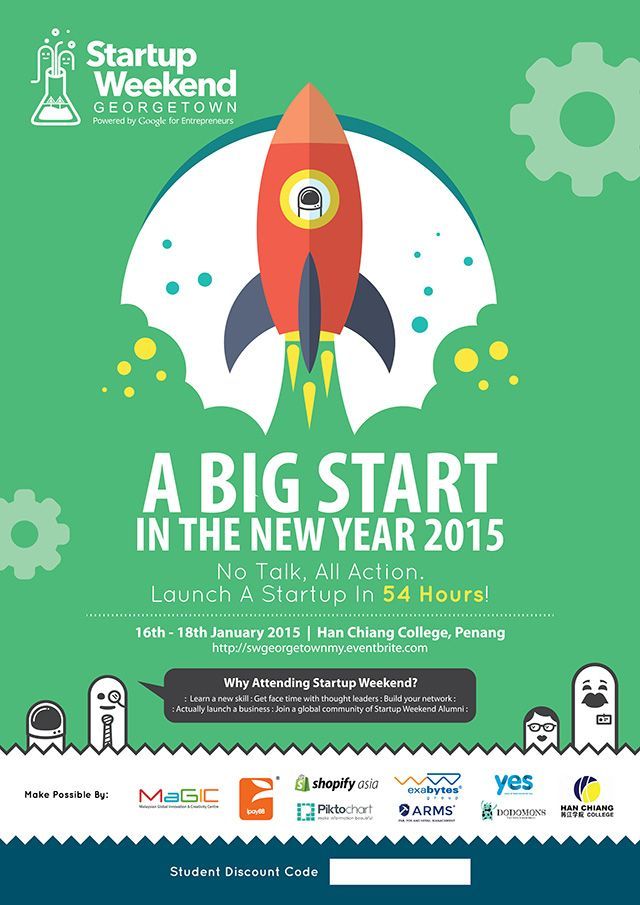 Startup
Weekend
GEORGETOWN
Powered by Google for Entrepreneurs
A BIG START
IN THE NEW YEAR 2015
No Talk, All Action.
Launch A Startup In 54 Hours!
16th - 18th January 2015 | Han Chiang College, Penang
http://swgeorgetownmy.eventbrite.com
Why Attending Startup Weekend?
: Learn a new skill : Get face time with thought leaders : Build your network :
: Actually launch a business : Join a global community of Startup Weekend Alumni :
Make Possible By:
MaGIC
Malaysian Global Innovation & Creativity Centre
ipay88
shopify asia
Piktochart
make information beautiful
exabytes
group
ARMS
yes
DODOMONS
HAN CHIANG
韩江学院 COLLEGE
Student Discount Code